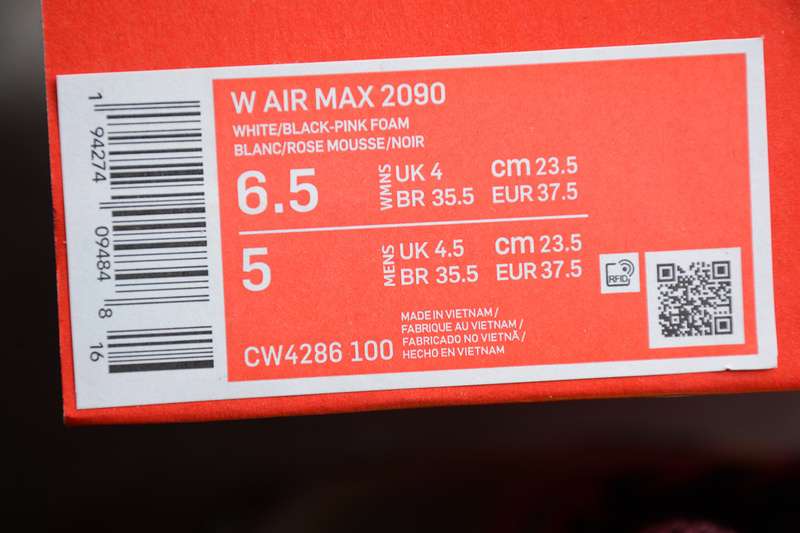 W AIR MAX 2090
WHITE/BLACK-PINK FOAM
BLANC/ROSE MOUSSE/NOIR
6.5 WMNS UK 4 cm 23.5
BR 35.5 EUR 37.5
5 MENS UK 4.5 cm 23.5
BR 35.5 EUR 37.5
RFID
MADE IN VIETNAM /
FABRIQUE AU VIETNAM /
FABRICADO NO VIETNÃ /
HECHO EN VIETNAM
CW4286 100
1 94274 09484 8 16